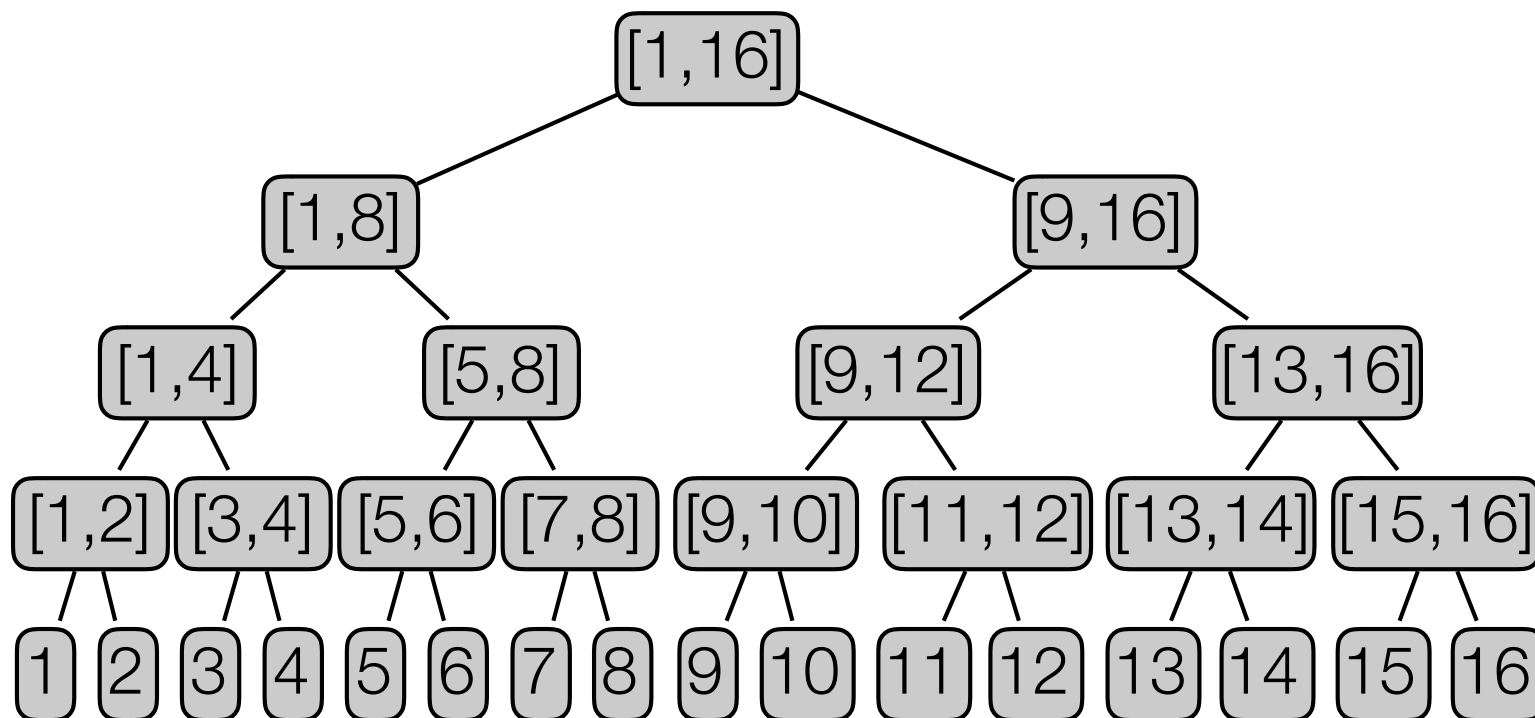 [1,16]
[1,8] [9,16]
[1,4] [5,8] [9,12] [13,16]
[1,2] [3,4] [5,6] [7,8] [9,10] [11,12] [13,14] [15,16]
1 2 3 4 5 6 7 8 9 10 11 12 13 14 15 16